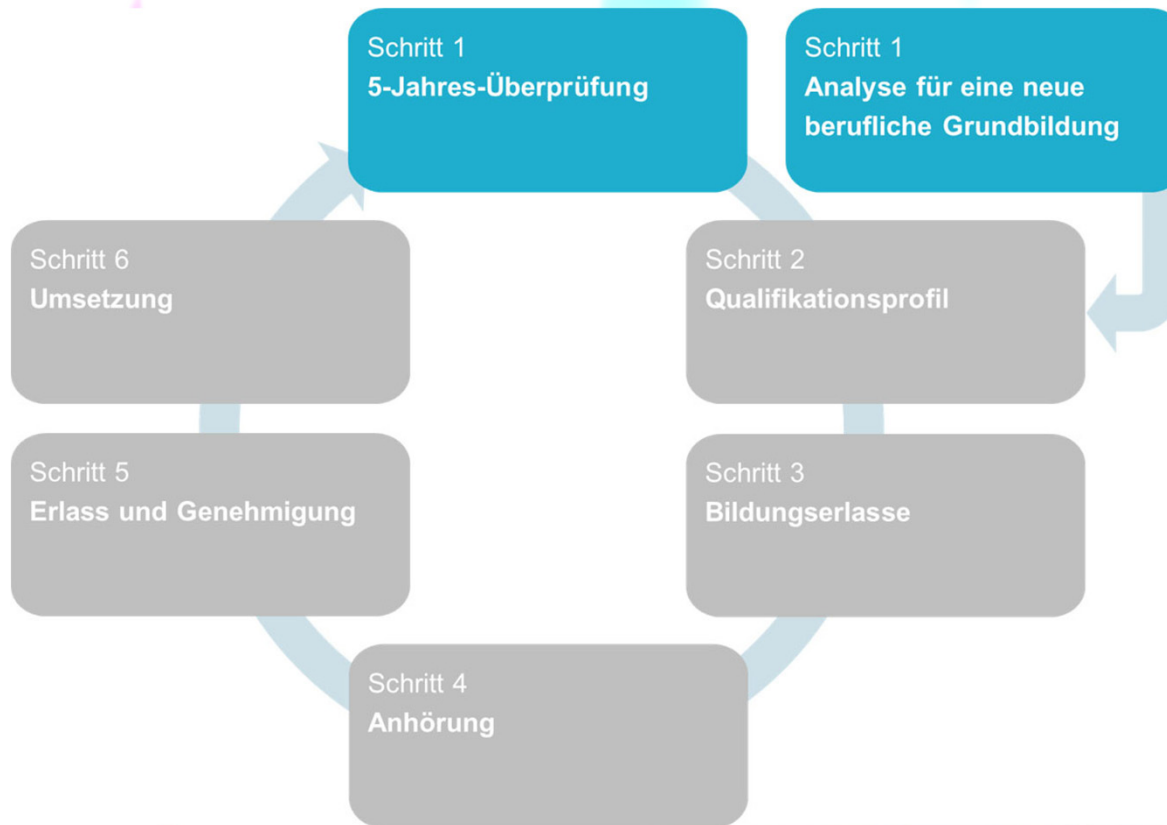 Schritt 1
5-Jahres-Überprüfung
Schritt 1
Analyse für eine neue
berufliche Grundbildung
Schritt 2
Qualifikationsprofil
Schritt 3
Bildungserlasse
Schritt 4
Anhörung
Schritt 5
Erlass und Genehmigung
Schritt 6
Umsetzung